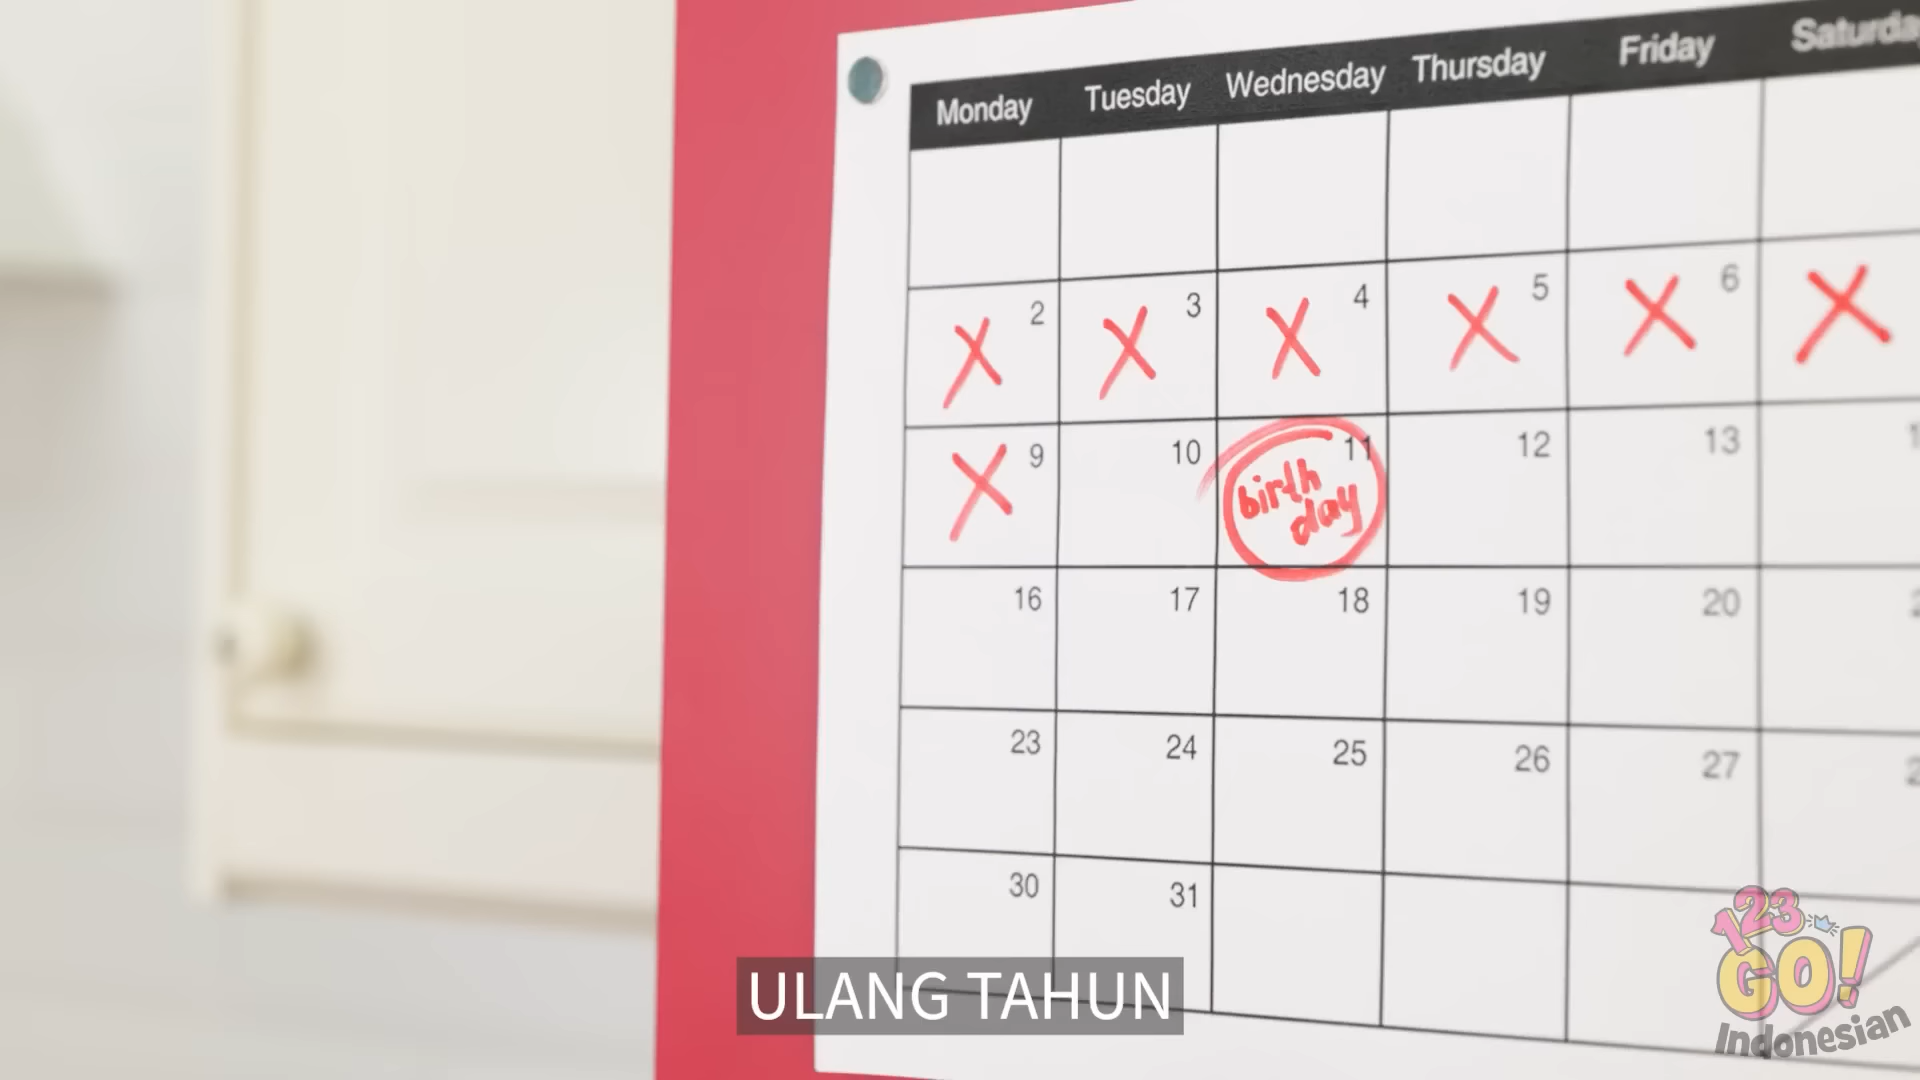 Monday Tuesday Wednesday Thursday Friday
2 3 4 5 6
9 10 11 12 13
birth
day
16 17 18 19 20
23 24 25 26 27
30 31
ULANG TAHUN
123
GO!
Indonesian